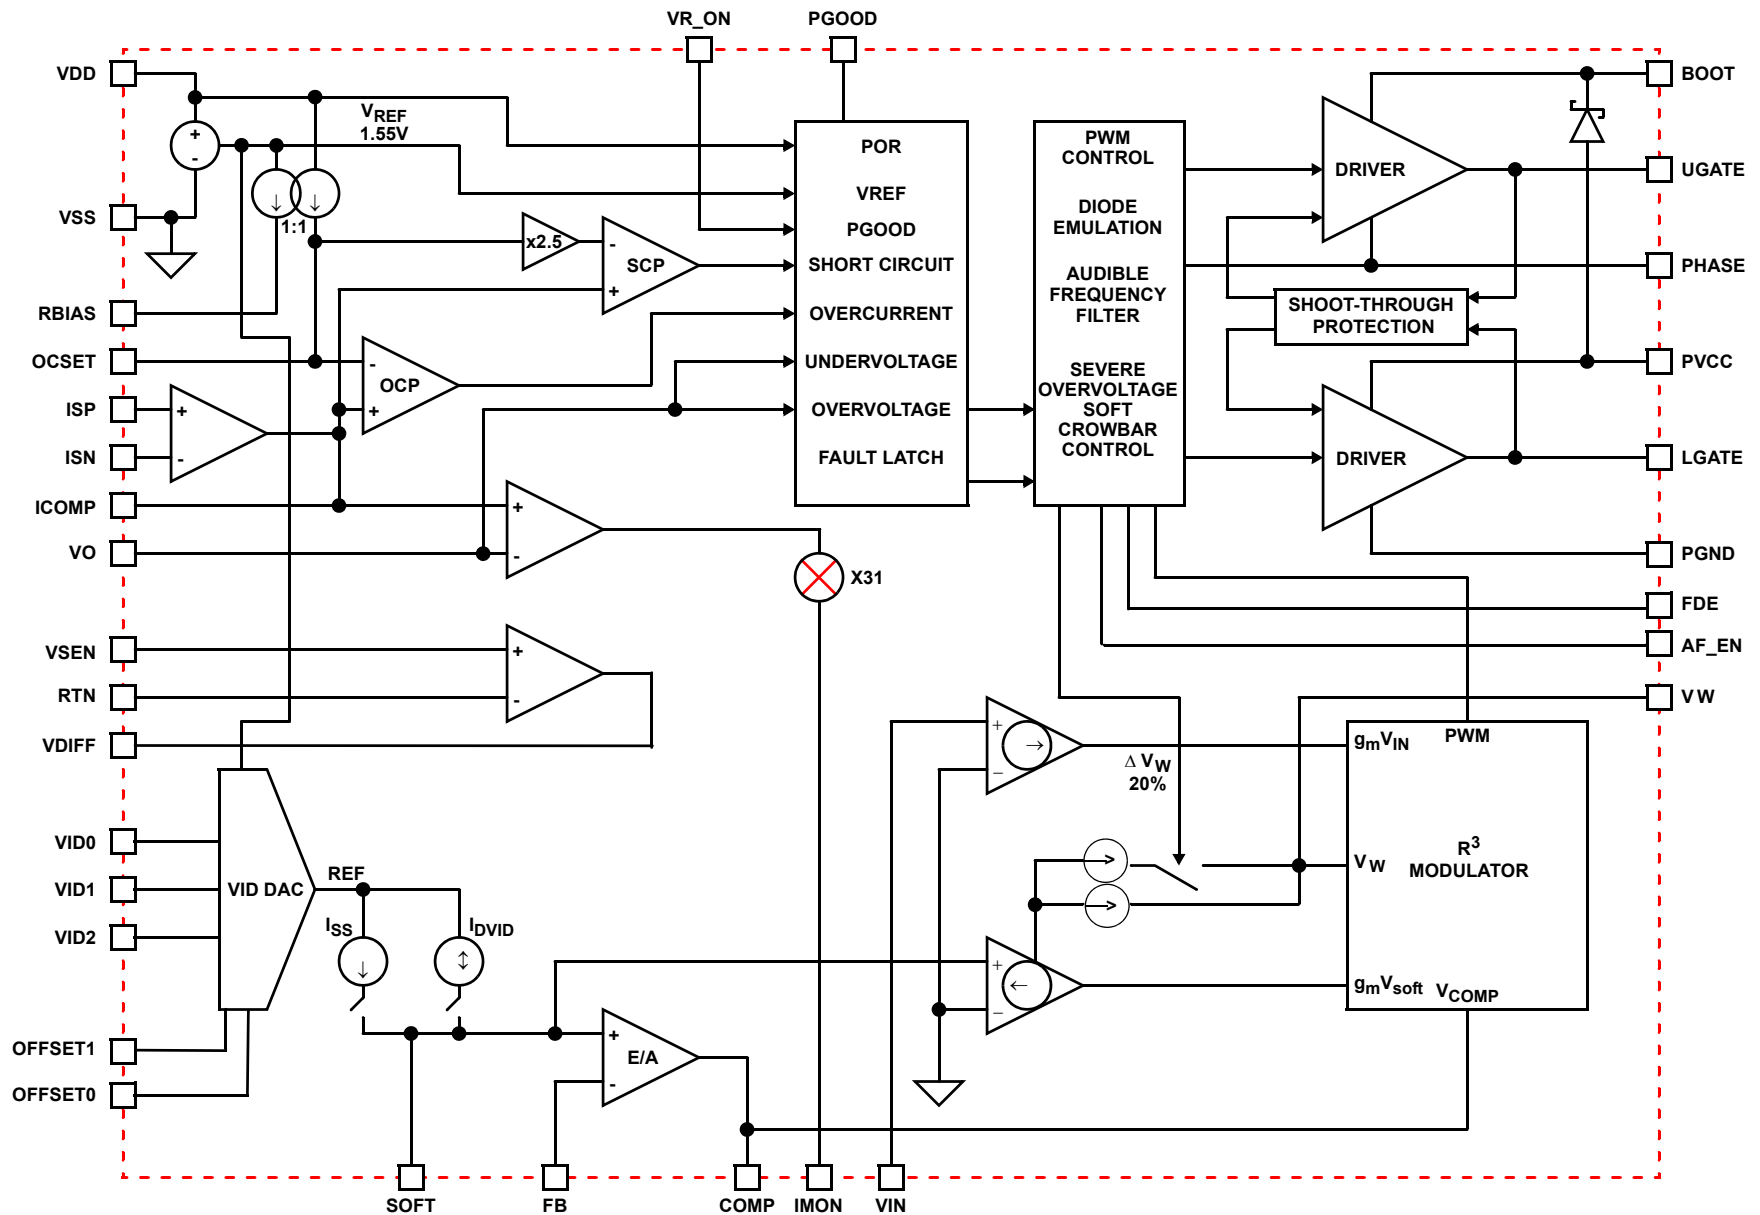 VR_ON
PGOOD
VDD
VSS
RBIAS
OCSET
ISP
ISN
ICOMP
VO
VSEN
RTN
VDIFF
VID0
VID1
VID2
OFFSET1
OFFSET0
+
-
VREF
1.55V
↓
↓
1:1
x2.5
-
SCP
+
-
OCP
+
+
-
+
-
X31
+
-
POR
VREF
PGOOD
SHORT CIRCUIT
OVERCURRENT
UNDERVOLTAGE
OVERVOLTAGE
FAULT LATCH
PWM
CONTROL
DIODE
EMULATION
AUDIBLE
FREQUENCY
FILTER
SEVERE
OVERVOLTAGE
SOFT
CROWBAR
CONTROL
DRIVER
SHOOT-THROUGH
PROTECTION
DRIVER
BOOT
UGATE
PHASE
PVCC
LGATE
PGND
FDE
AF_EN
VW
VID DAC
REF
ISS
↓
IDVID
↕
+
E/A
-
+
→
−
Δ VW
20%
>
>
+
←
−
gmVIN
PWM
VW
R3
MODULATOR
gmVsoft
VCOMP
SOFT
FB
COMP
IMON
VIN